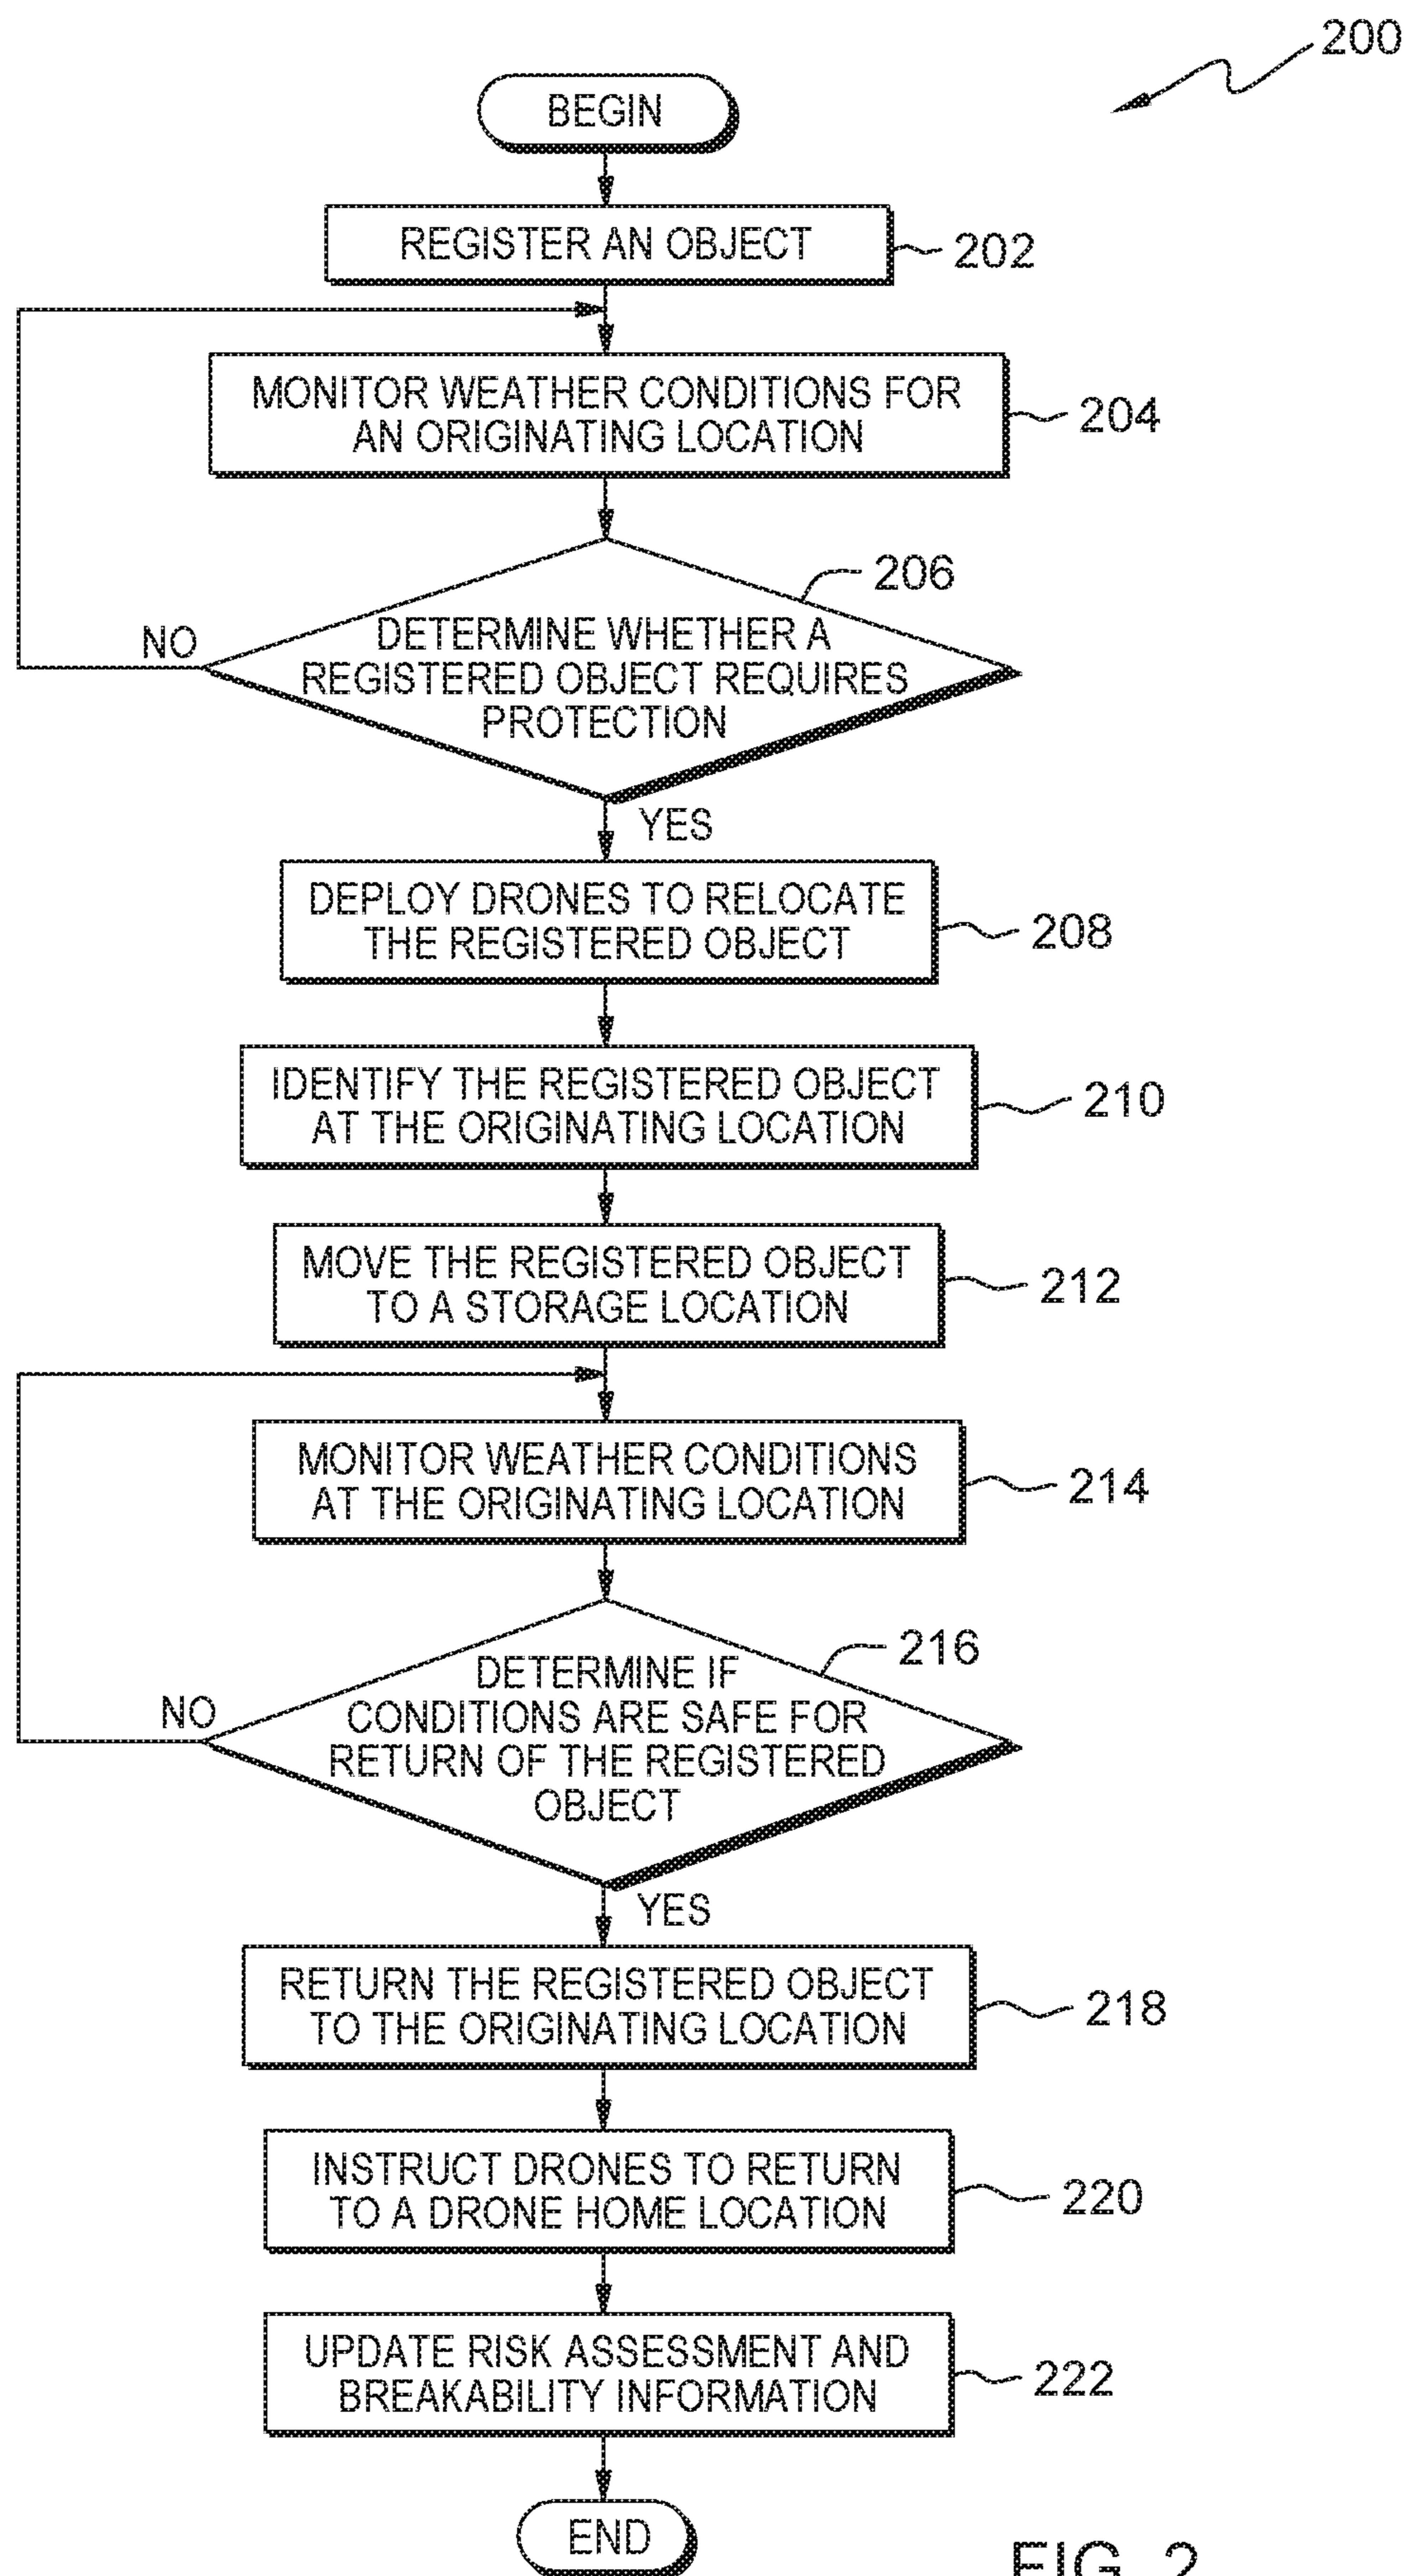 200
BEGIN
REGISTER AN OBJECT
202
MONITOR WEATHER CONDITIONS FOR
AN ORIGINATING LOCATION
204
206
DETERMINE WHETHER A
REGISTERED OBJECT REQUIRES
PROTECTION
NO
YES
DEPLOY DRONES TO RELOCATE
THE REGISTERED OBJECT
208
IDENTIFY THE REGISTERED OBJECT
AT THE ORIGINATING LOCATION
210
MOVE THE REGISTERED OBJECT
TO A STORAGE LOCATION
212
MONITOR WEATHER CONDITIONS
AT THE ORIGINATING LOCATION
214
216
DETERMINE IF
CONDITIONS ARE SAFE FOR
RETURN OF THE REGISTERED
OBJECT
NO
YES
RETURN THE REGISTERED OBJECT
TO THE ORIGINATING LOCATION
218
INSTRUCT DRONES TO RETURN
TO A DRONE HOME LOCATION
220
UPDATE RISK ASSESSMENT AND
BREAKABILITY INFORMATION
222
END
FIG. 2